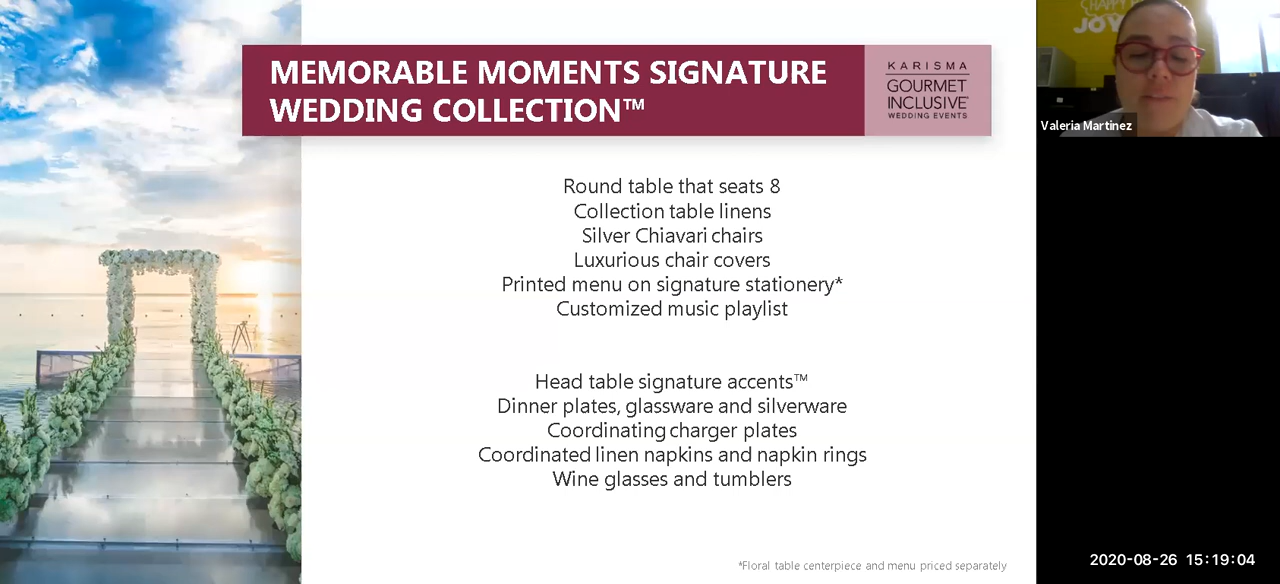 MEMORABLE MOMENTS SIGNATURE
WEDDING COLLECTION™
KARISMA
GOURMET
INCLUSIVE
WEDDING EVENTS
Round table that seats 8
Collection table linens
Silver Chiavari chairs
Luxurious chair covers
Printed menu on signature stationery*
Customized music playlist
Head table signature accents™
Dinner plates, glassware and silverware
Coordinating charger plates
Coordinated linen napkins and napkin rings
Wine glasses and tumblers
*Floral table centerpiece and menu priced separately
Valeria Martinez
2020-08-26 15:19:04